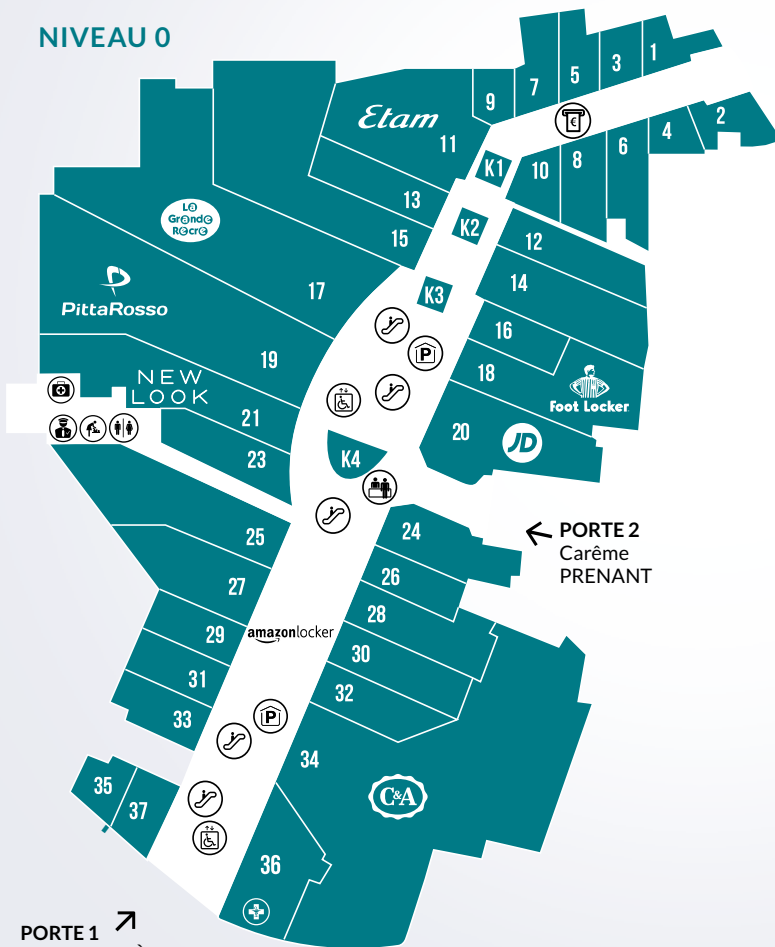 NIVEAU 0
1
3
5
7
9
2
4
6
8
10
€
Etam
11
K1
13
K2
15
12
La
Grande
Récré
14
17
K3
PittaRosso
16
P
19
18
Foot Locker
NEW
LOOK
21
20
JD
23
K4
25
24
PORTE 2
Carême
PRENANT
26
27
28
29
amazonlocker
30
31
32
33
P
34
35
37
C&A
36
PORTE 1